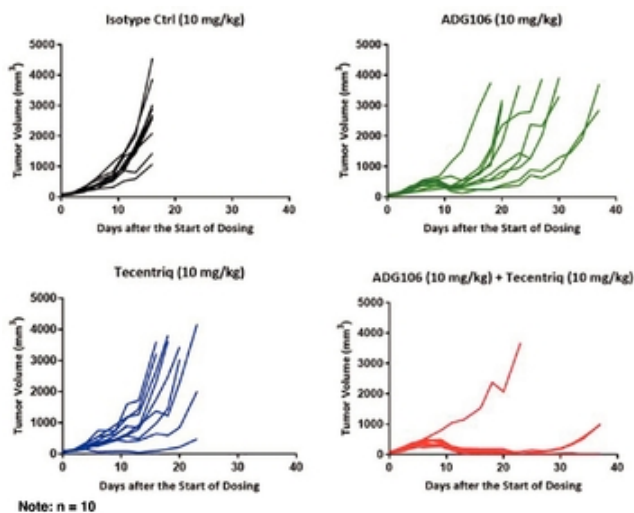 Isotype Ctrl (10 mg/kg)
Tumor Volume (mm³)
5000
4000
3000
2000
1000
0
0 10 20 30 40
Days after the Start of Dosing
ADG106 (10 mg/kg)
Tumor Volume (mm³)
5000
4000
3000
2000
1000
0
0 10 20 30 40
Days after the Start of Dosing
Tecentriq (10 mg/kg)
Tumor Volume (mm³)
5000
4000
3000
2000
1000
0
0 10 20 30 40
Days after the Start of Dosing
ADG106 (10 mg/kg) + Tecentriq (10 mg/kg)
Tumor Volume (mm³)
5000
4000
3000
2000
1000
0
0 10 20 30 40
Days after the Start of Dosing
Note: n = 10